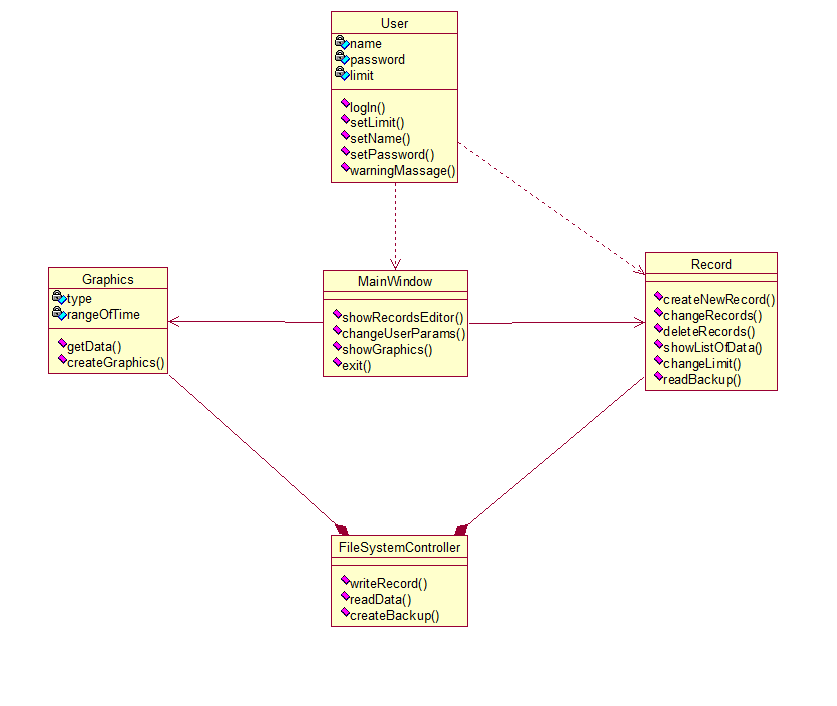 User
name
password
limit
logIn()
setLimit()
setName()
setPassword()
warningMassage()
Graphics
type
rangeOfTime
getData()
createGraphics()
MainWindow
showRecordsEditor()
changeUserParams()
showGraphics()
exit()
Record
createNewRecord()
changeRecords()
deleteRecords()
showListOfData()
changeLimit()
readBackup()
FileSystemController
writeRecord()
readData()
createBackup()